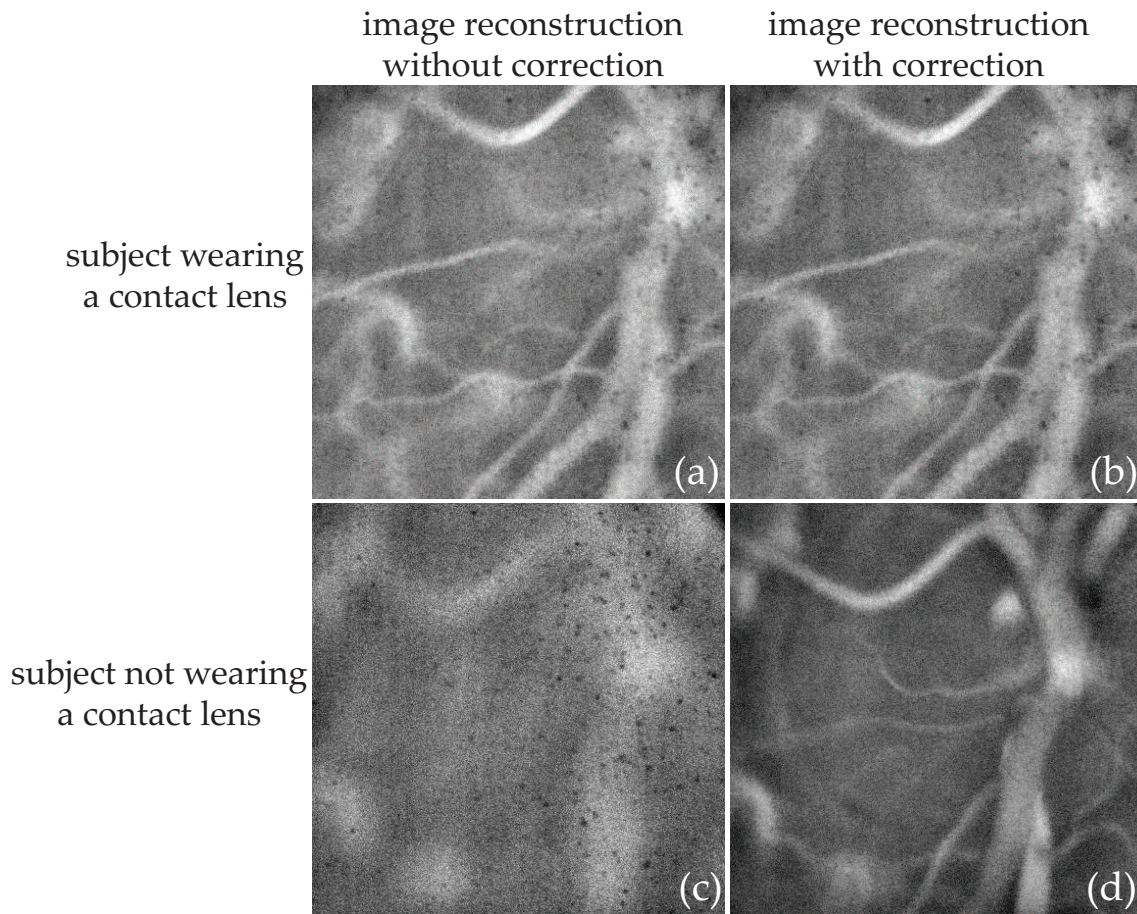 image reconstruction
without correction
image reconstruction
with correction
subject wearing
a contact lens
(a)
(b)
subject not wearing
a contact lens
(c)
(d)